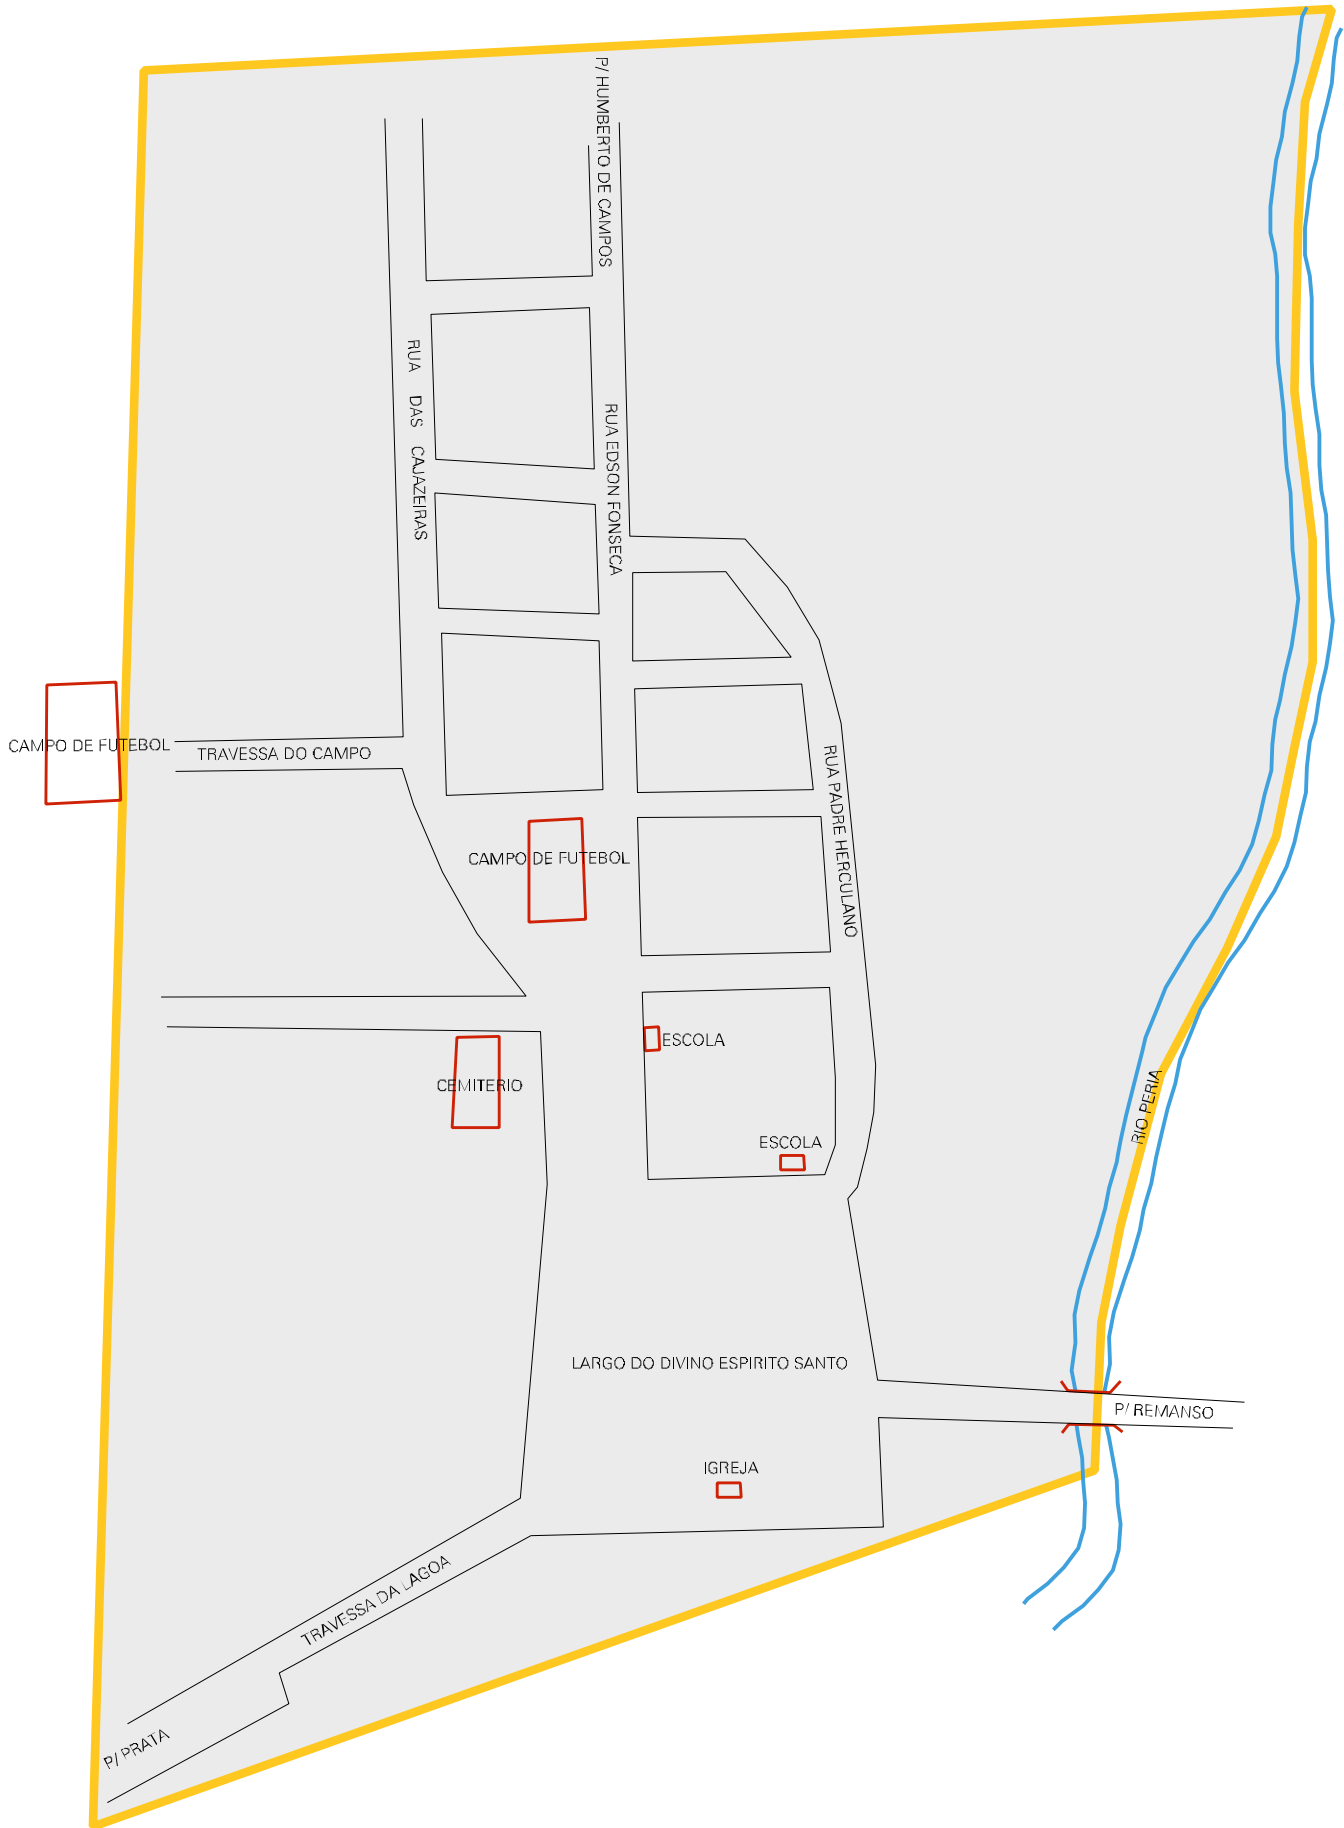 P/ HUMBERTO DE CAMPOS
RUA DAS CAJAZEIRAS
RUA EDSON FONSECA
CAMPO DE FUTEBOL
TRAVESSA DO CAMPO
RUA PADRE HERCULANO
CAMPO DE FUTEBOL
ESCOLA
CEMITERIO
RIO PERIA
ESCOLA
LARGO DO DIVINO ESPIRITO SANTO
P/ REMANSO
IGREJA
TRAVESSA DA LAGOA
P/ PRATA